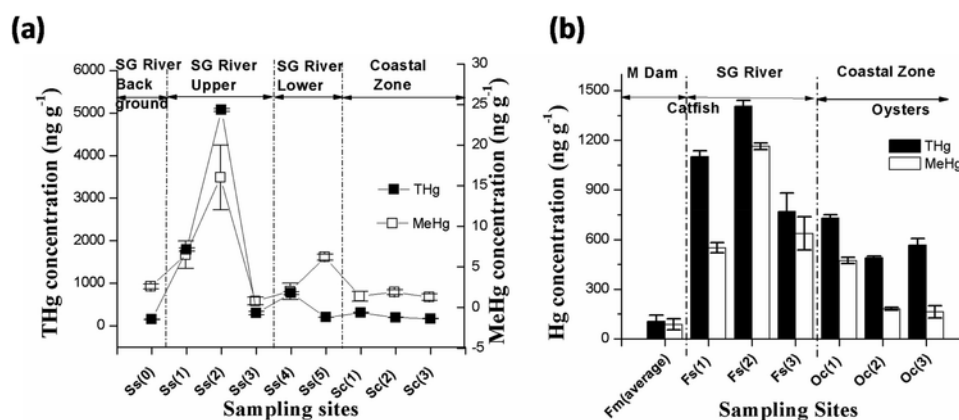 (a)
SG River
Back
ground
SG River
Upper
SG River
Lower
Coastal
Zone
6000
5000
4000
3000
2000
1000
0
THg concentration (ng g⁻¹)
30
25
20
15
10
5
0
-5
MeHg concentration (ng g⁻¹)
THg
MeHg
Ss(0)
Ss(1)
Ss(2)
Ss(3)
Ss(4)
Ss(5)
Sc(1)
Sc(2)
Sc(3)
Sampling sites
(b)
M Dam
SG River
Coastal Zone
Catfish
Oysters
1500
1200
900
600
300
0
Hg concentration (ng g⁻¹)
THg
MeHg
Fm(average)
Fs(1)
Fs(2)
Fs(3)
Oc(1)
Oc(2)
Oc(3)
Sampling Sites